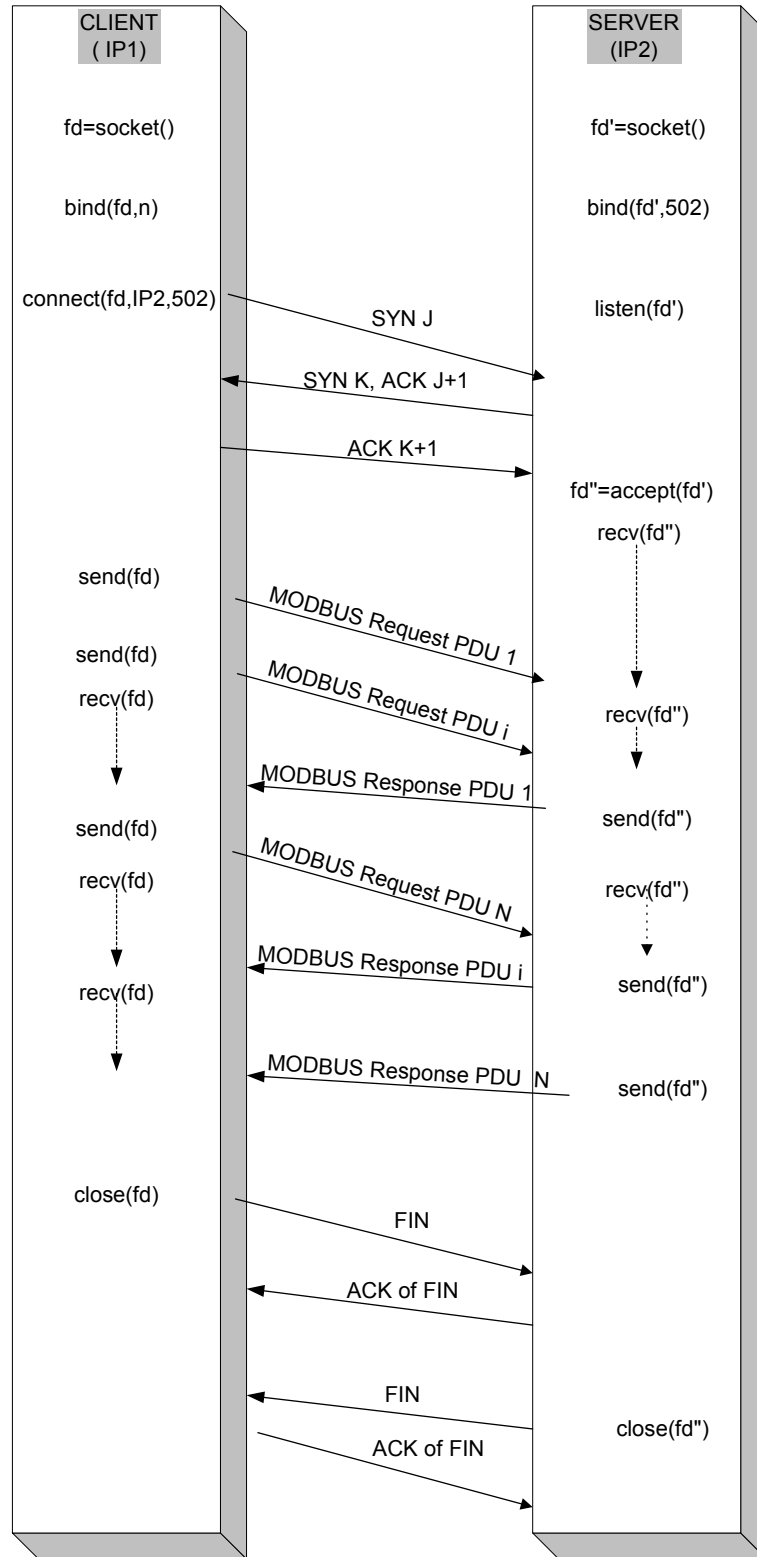 CLIENT
( IP1)
SERVER
(IP2)
fd=socket()
fd'=socket()
bind(fd,n)
bind(fd',502)
connect(fd,IP2,502)
listen(fd')
SYN J
SYN K, ACK J+1
ACK K+1
fd"=accept(fd')
recv(fd")
send(fd)
MODBUS Request PDU 1
send(fd)
MODBUS Request PDU i
recv(fd)
recv(fd")
MODBUS Response PDU 1
send(fd")
send(fd)
MODBUS Request PDU N
recv(fd)
recv(fd")
MODBUS Response PDU i
send(fd")
recv(fd)
MODBUS Response PDU N
send(fd")
close(fd)
FIN
ACK of FIN
FIN
close(fd")
ACK of FIN